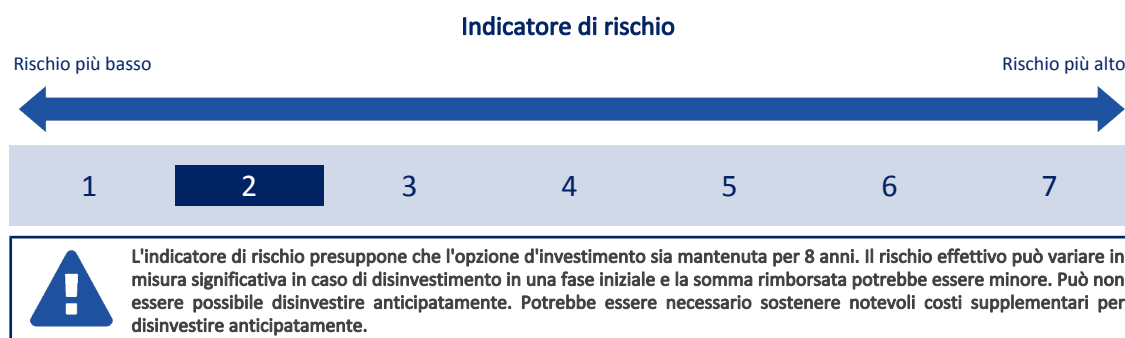 Indicatore di rischio
Rischio più basso
Rischio più alto
1 2 3 4 5 6 7
L'indicatore di rischio presuppone che l'opzione d'investimento sia mantenuta per 8 anni. Il rischio effettivo può variare in
misura significativa in caso di disinvestimento in una fase iniziale e la somma rimborsata potrebbe essere minore. Può non
essere possibile disinvestire anticipatamente. Potrebbe essere necessario sostenere notevoli costi supplementari per
disinvestire anticipatamente.